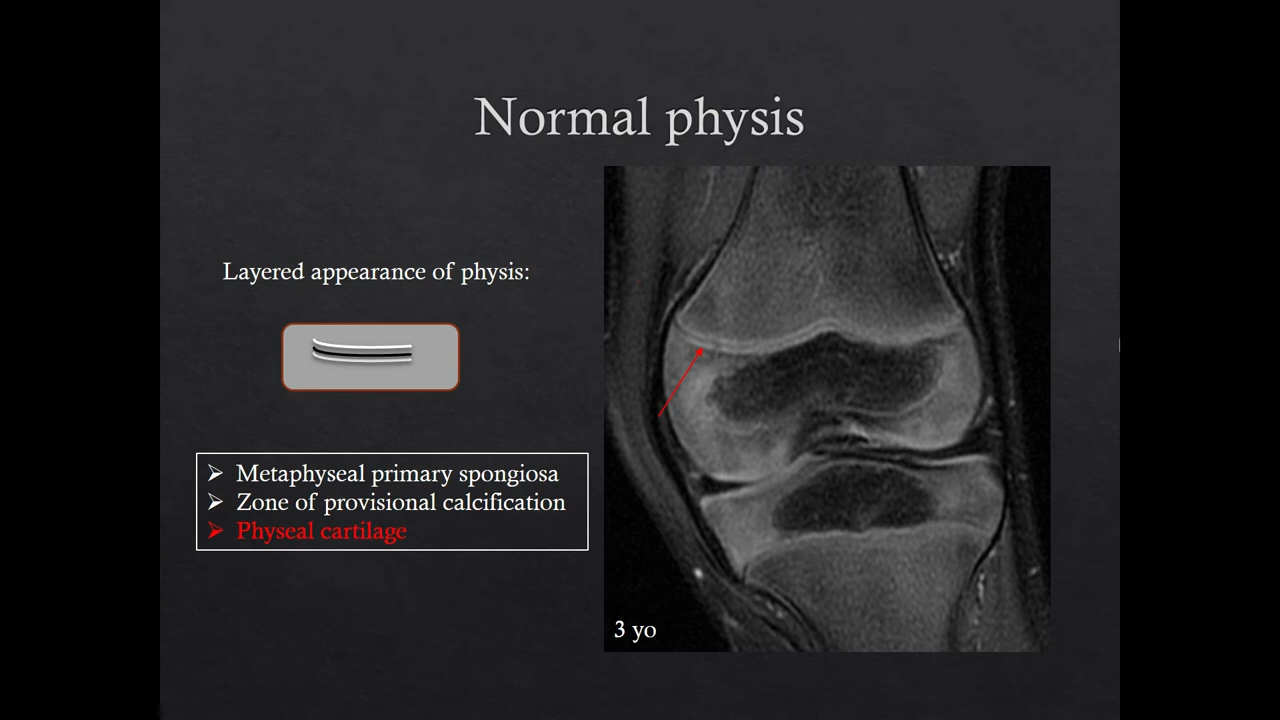 Normal physis
Layered appearance of physis:
Metaphyseal primary spongiosa
Zone of provisional calcification
Physeal cartilage
3 yo